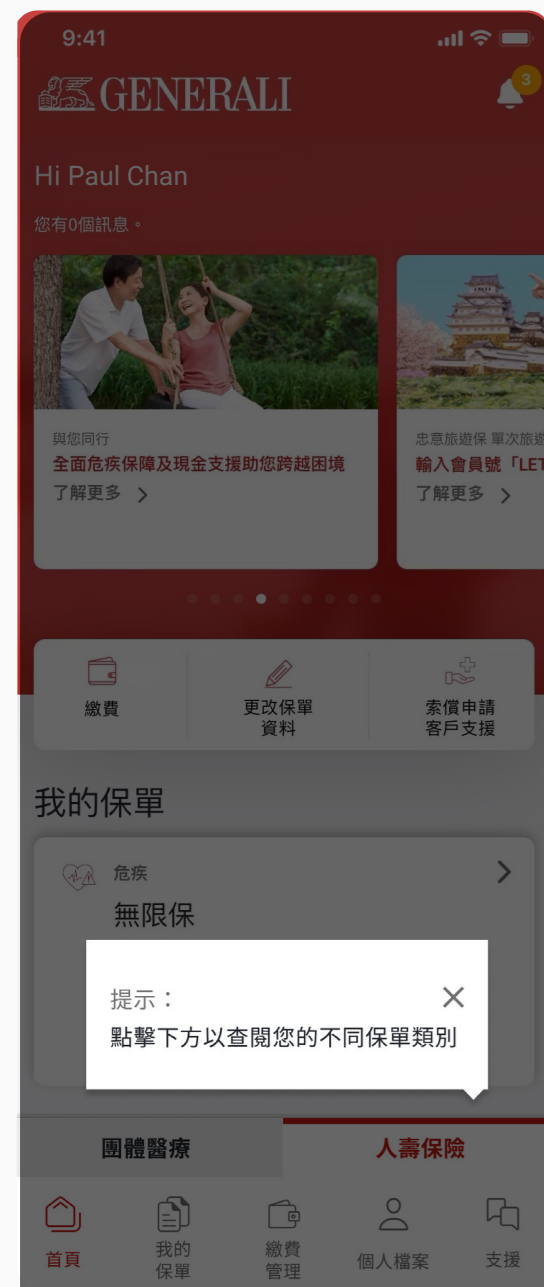 9:41
GENERALI
3
Hi Paul Chan
您有0個訊息。
與您同行
全面危疾保障及現金支援助您跨越困境
了解更多
忠意旅遊保 單次旅遊
輸入會員號「LET
了解更多
繳費
更改保單
資料
索償申請
客戶支援
我的保單
危疾
無限保
提示：
點擊下方以查閱您的不同保單類別
團體醫療
人壽保險
首頁
我的
保單
繳費
管理
個人檔案
支援